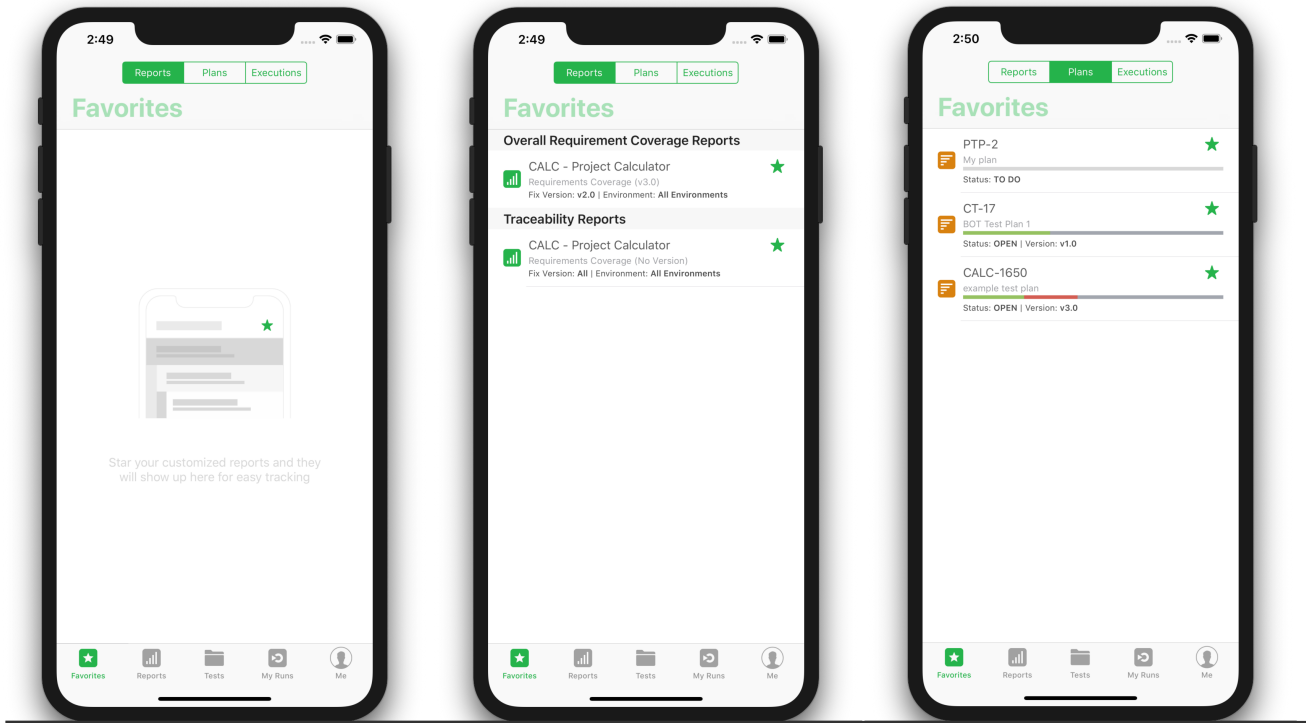 2:49
Reports Plans Executions
Favorites
Star your customized reports and they
will show up here for easy tracking
Favorites Reports Tests My Runs Me
2:49
Reports Plans Executions
Favorites
Overall Requirement Coverage Reports
CALC - Project Calculator
Requirements Coverage (v3.0)
Fix Version: v2.0 | Environment: All Environments
Traceability Reports
CALC - Project Calculator
Requirements Coverage (No Version)
Fix Version: All | Environment: All Environments
Favorites Reports Tests My Runs Me
2:50
Reports Plans Executions
Favorites
PTP-2
My plan
Status: TO DO
CT-17
BOT Test Plan 1
Status: OPEN | Version: v1.0
CALC-1650
example test plan
Status: OPEN | Version: v3.0
Favorites Reports Tests My Runs Me